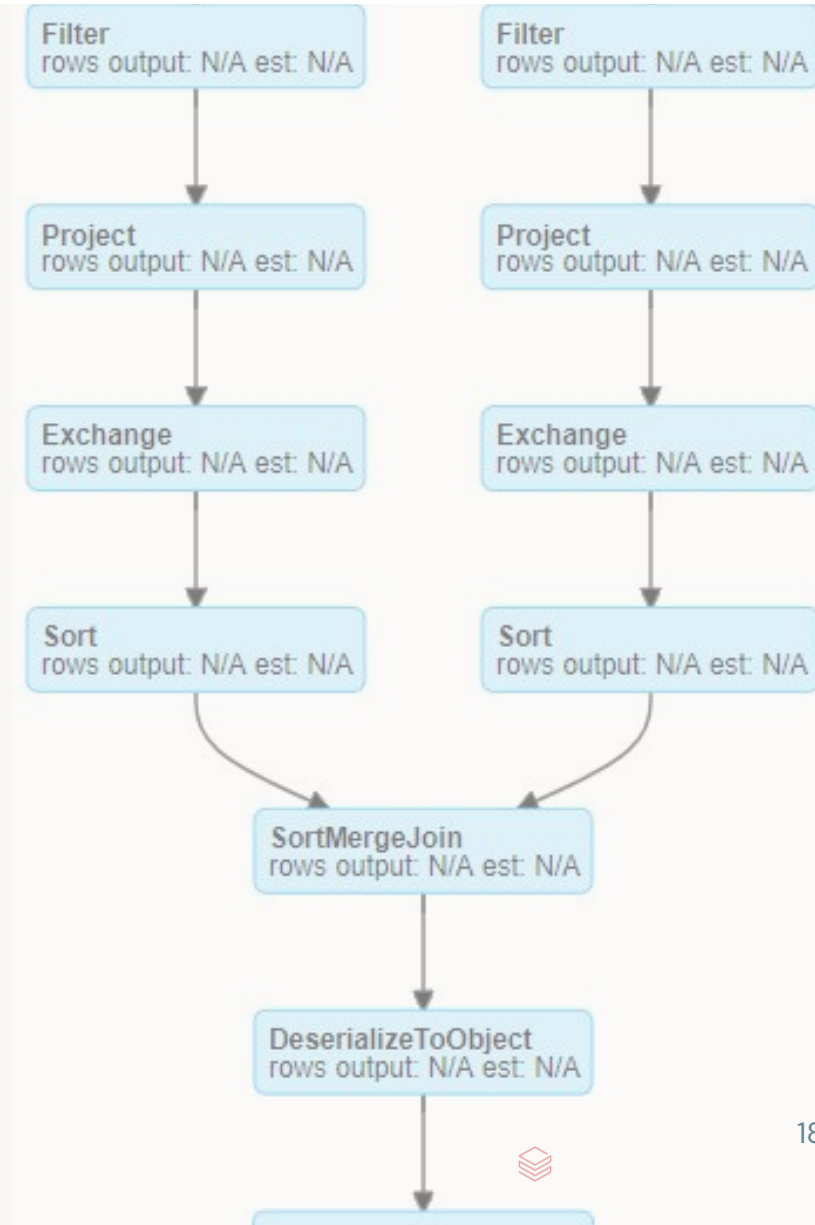 Filter
rows output: N/A est: N/A
Filter
rows output: N/A est: N/A
Project
rows output: N/A est: N/A
Project
rows output: N/A est: N/A
Exchange
rows output: N/A est: N/A
Exchange
rows output: N/A est: N/A
Sort
rows output: N/A est: N/A
Sort
rows output: N/A est: N/A
SortMergeJoin
rows output: N/A est: N/A
DeserializeToObject
rows output: N/A est: N/A
18